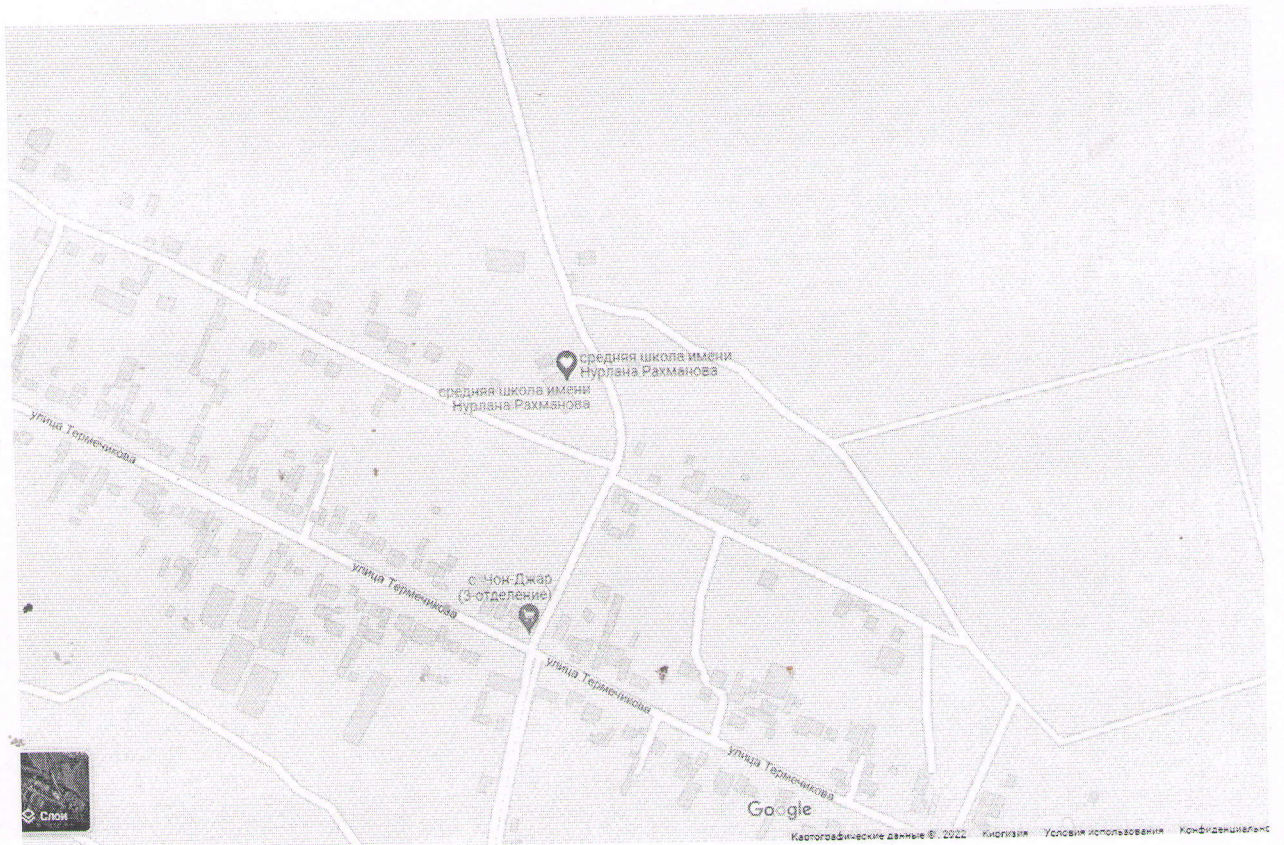 средняя школа имени
Нурлана Рахманова
средняя школа имени
Нурлана Рахманова
улица Термечикова
улица Термечикова
с. Чон-Джар
(3-отделение)
улица Термечикова
улица Термечикова
Слои
Google
Картографические данные ©, 2022 Киргизия Условия использования Конфиденциальнс